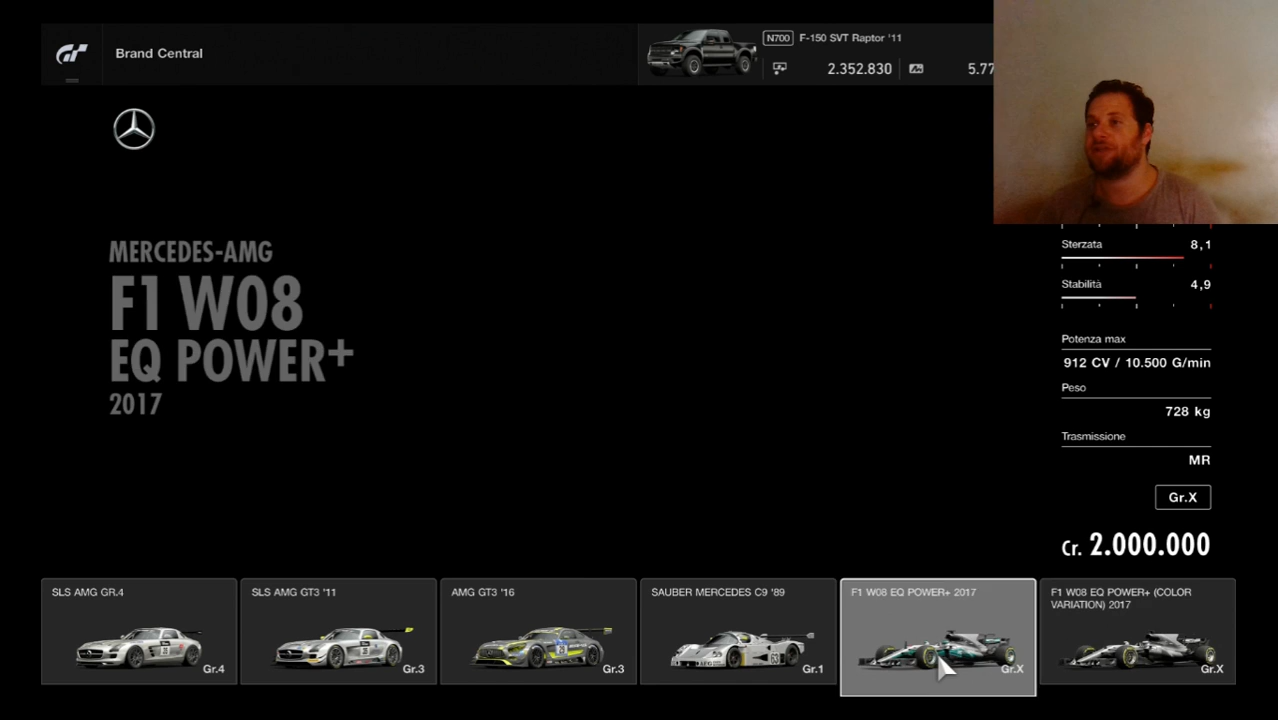 GT
Brand Central
N700 F-150 SVT Raptor '11
2.352.830
5.77
MERCEDES-AMG
F1 W08
EQ POWER+
2017
Sterzata 8,1
Stabilità 4,9
Potenza max
912 CV / 10.500 G/min
Peso
728 kg
Trasmissione
MR
Gr.X
Cr. 2.000.000
SLS AMG GR.4
Gr.4
SLS AMG GT3 '11
Gr.3
AMG GT3 '16
Gr.3
SAUBER MERCEDES C9 '89
Gr.1
F1 W08 EQ POWER+ 2017
Gr.X
F1 W08 EQ POWER+ (COLOR
VARIATION) 2017
Gr.X